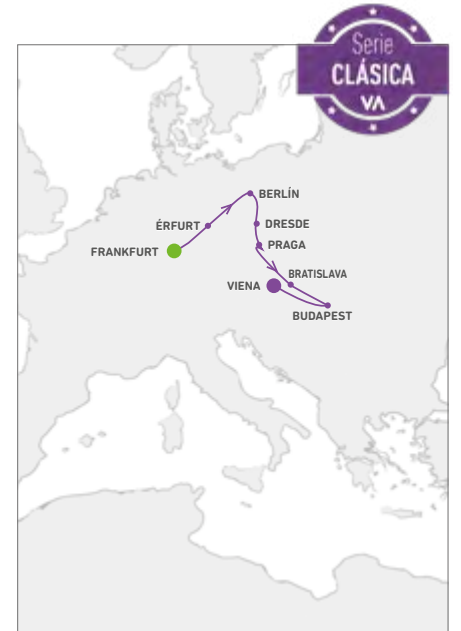 Serie
CLÁSICA
VA
BERLÍN
ÉRFURT
DRESDE
FRANKFURT
PRAGA
BRATISLAVA
VIENA
BUDAPEST